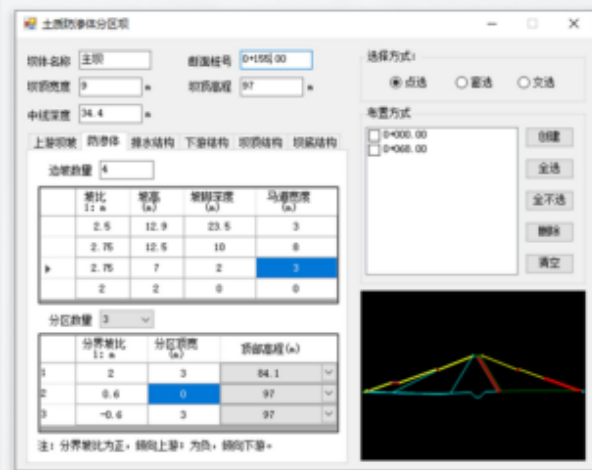 土质防渗体分区坝
坝体名称 主坝 断面桩号 0+155.00
坝顶宽度 9 m 坝顶高程 97 m
中线深度 34.4 m
选择方式:
点选 窗选 交选
上游坝坡 防渗体 排水结构 下游结构 坝顶结构 坝底结构
边坡数量 4
坡比 1: m 坡高 (m) 坡脚深度 (m) 马道宽度 (m)
2.5 12.9 23.5 3
2.75 12.5 10 8
2.75 7 2 3
2 2 0 0
分区数量 3
分界坡比 1: m 分区顶宽 (m) 顶部高程(m)
1 2 3 84.1
2 0.6 0 97
3 -0.6 3 97
注: 分界坡比为正, 倾向上游; 为负, 倾向下游。
布置方式
0+000.00
0+068.00
创建
全选
全不选
删除
清空